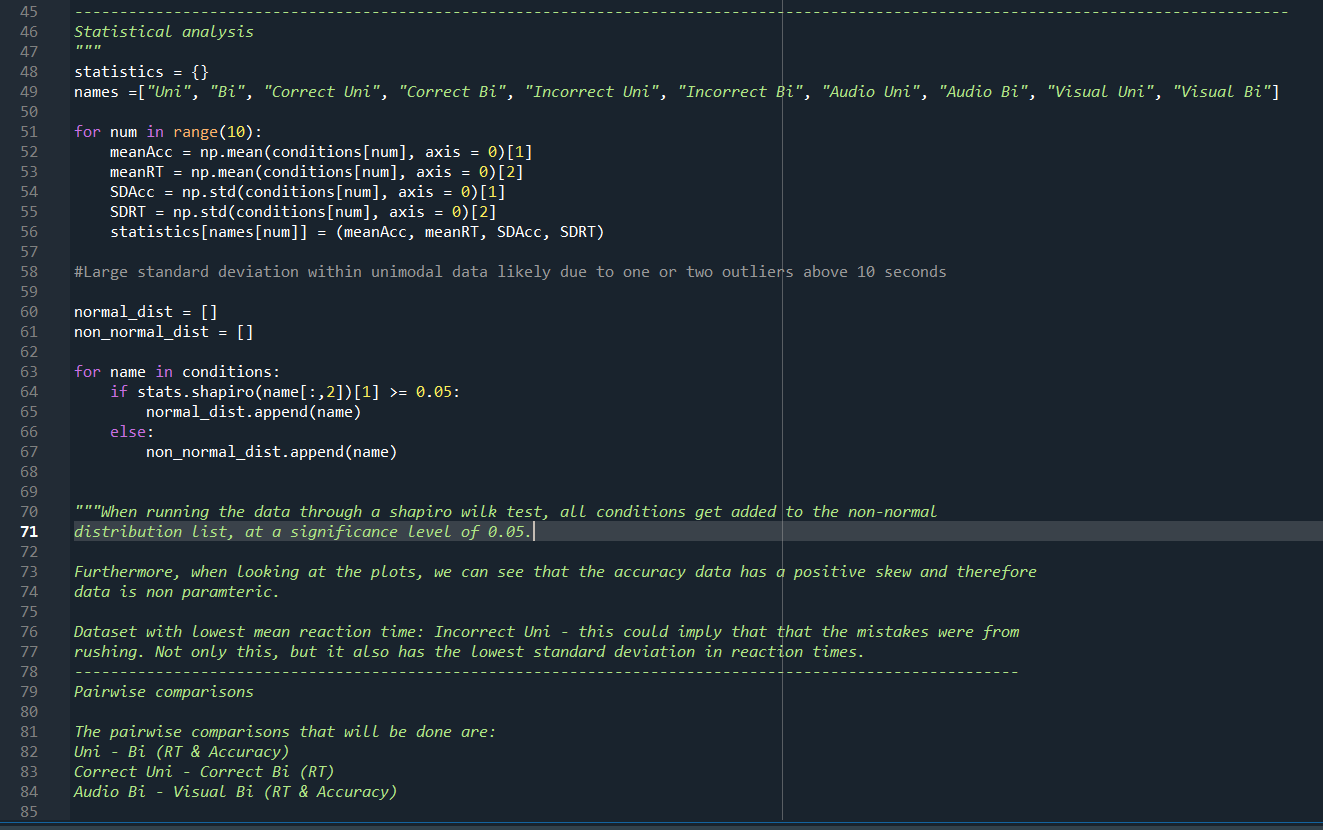 45 ---------------------------------------------------------------------------------------------------------------------------------------
46 Statistical analysis
47 """
48 statistics = {}
49 names =["Uni", "Bi", "Correct Uni", "Correct Bi", "Incorrect Uni", "Incorrect Bi", "Audio Uni", "Audio Bi", "Visual Uni", "Visual Bi"]
50
51 for num in range(10):
52     meanAcc = np.mean(conditions[num], axis = 0)[1]
53     meanRT = np.mean(conditions[num], axis = 0)[2]
54     SDAcc = np.std(conditions[num], axis = 0)[1]
55     SDRT = np.std(conditions[num], axis = 0)[2]
56     statistics[names[num]] = (meanAcc, meanRT, SDAcc, SDRT)
57
58 #Large standard deviation within unimodal data likely due to one or two outliers above 10 seconds
59
60 normal_dist = []
61 non_normal_dist = []
62
63 for name in conditions:
64     if stats.shapiro(name[:,2])[1] >= 0.05:
65         normal_dist.append(name)
66     else:
67         non_normal_dist.append(name)
68
69
70 """When running the data through a shapiro wilk test, all conditions get added to the non-normal
71 distribution list, at a significance level of 0.05.
72
73 Furthermore, when looking at the plots, we can see that the accuracy data has a positive skew and therefore
74 data is non paramteric.
75
76 Dataset with lowest mean reaction time: Incorrect Uni - this could imply that that the mistakes were from
77 rushing. Not only this, but it also has the lowest standard deviation in reaction times.
78 ---------------------------------------------------------------------------------------------------------
79 Pairwise comparisons
80
81 The pairwise comparisons that will be done are:
82 Uni - Bi (RT & Accuracy)
83 Correct Uni - Correct Bi (RT)
84 Audio Bi - Visual Bi (RT & Accuracy)
85